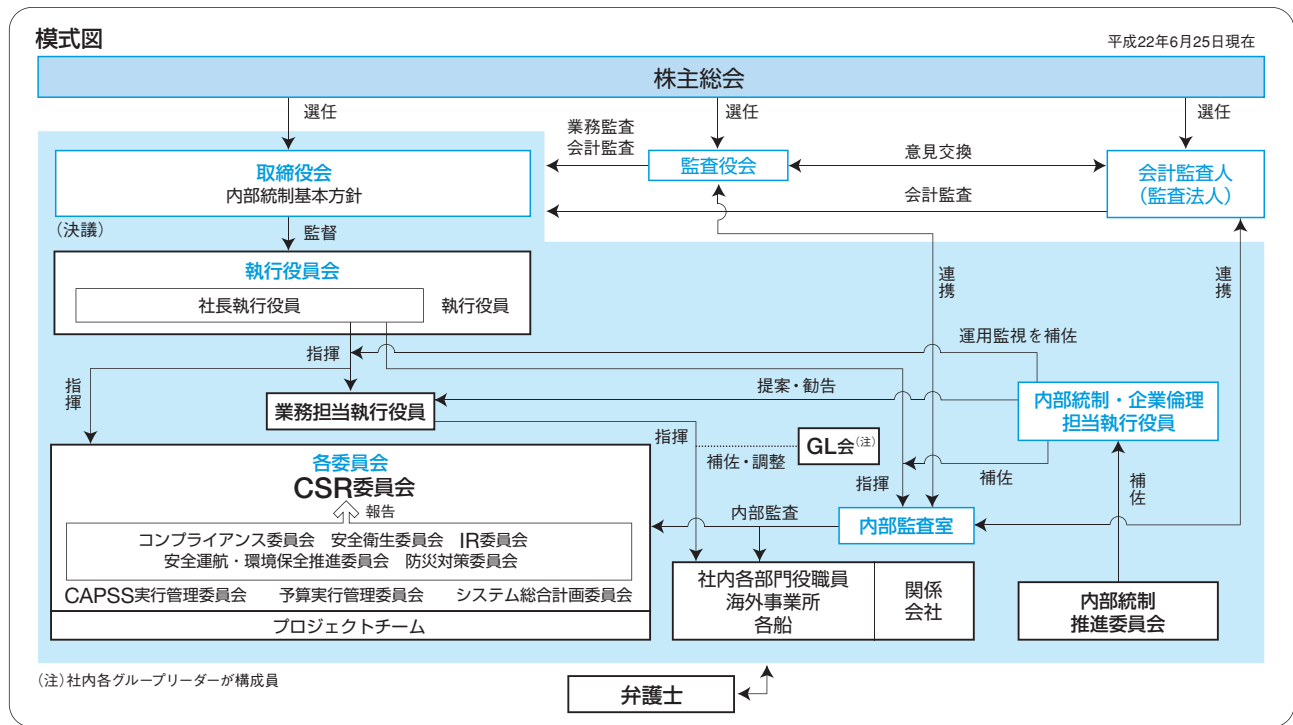 模式図
平成22年6月25日現在
株主総会
選任
選任
選任
業務監査
会計監査
取締役会
内部統制基本方針
監査役会
意見交換
会計監査人
(監査法人)
会計監査
(決議)
監督
執行役員会
社長執行役員
執行役員
連携
連携
運用監視を補佐
指揮
指揮
提案・勧告
業務担当執行役員
内部統制・企業倫理
担当執行役員
指揮
GL会(注)
補佐・調整
各委員会
CSR委員会
報告
指揮
補佐
補佐
内部監査
内部監査室
コンプライアンス委員会 安全衛生委員会 IR委員会
安全運航・環境保全推進委員会 防災対策委員会
CAPSS実行管理委員会 予算実行管理委員会 システム総合計画委員会
プロジェクトチーム
社内各部門役職員
海外事業所
各船
関係
会社
内部統制
推進委員会
(注)社内各グループリーダーが構成員
弁護士